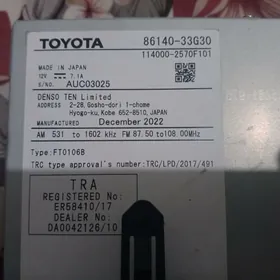 TOYOTA 86140-33G30
114000-2570F101
MADE IN JAPAN
12V ⎓ 7.1A
S/NO. AUC03025
DENSO TEN Limited
ADDRESS 2-28, Gosho-dori 1-chome
Hyogo-ku, Kobe 652-8510, JAPAN
MANUFACTURED December 2022
AM 531 to 1602 kHz FM 87.50 to108.00MHz
Type:FT0106B
TRC type approval's number:TRC/LPD/2017/491
TRA
REGISTERED No:
ER58410/17
DEALER No:
DA0042126/10